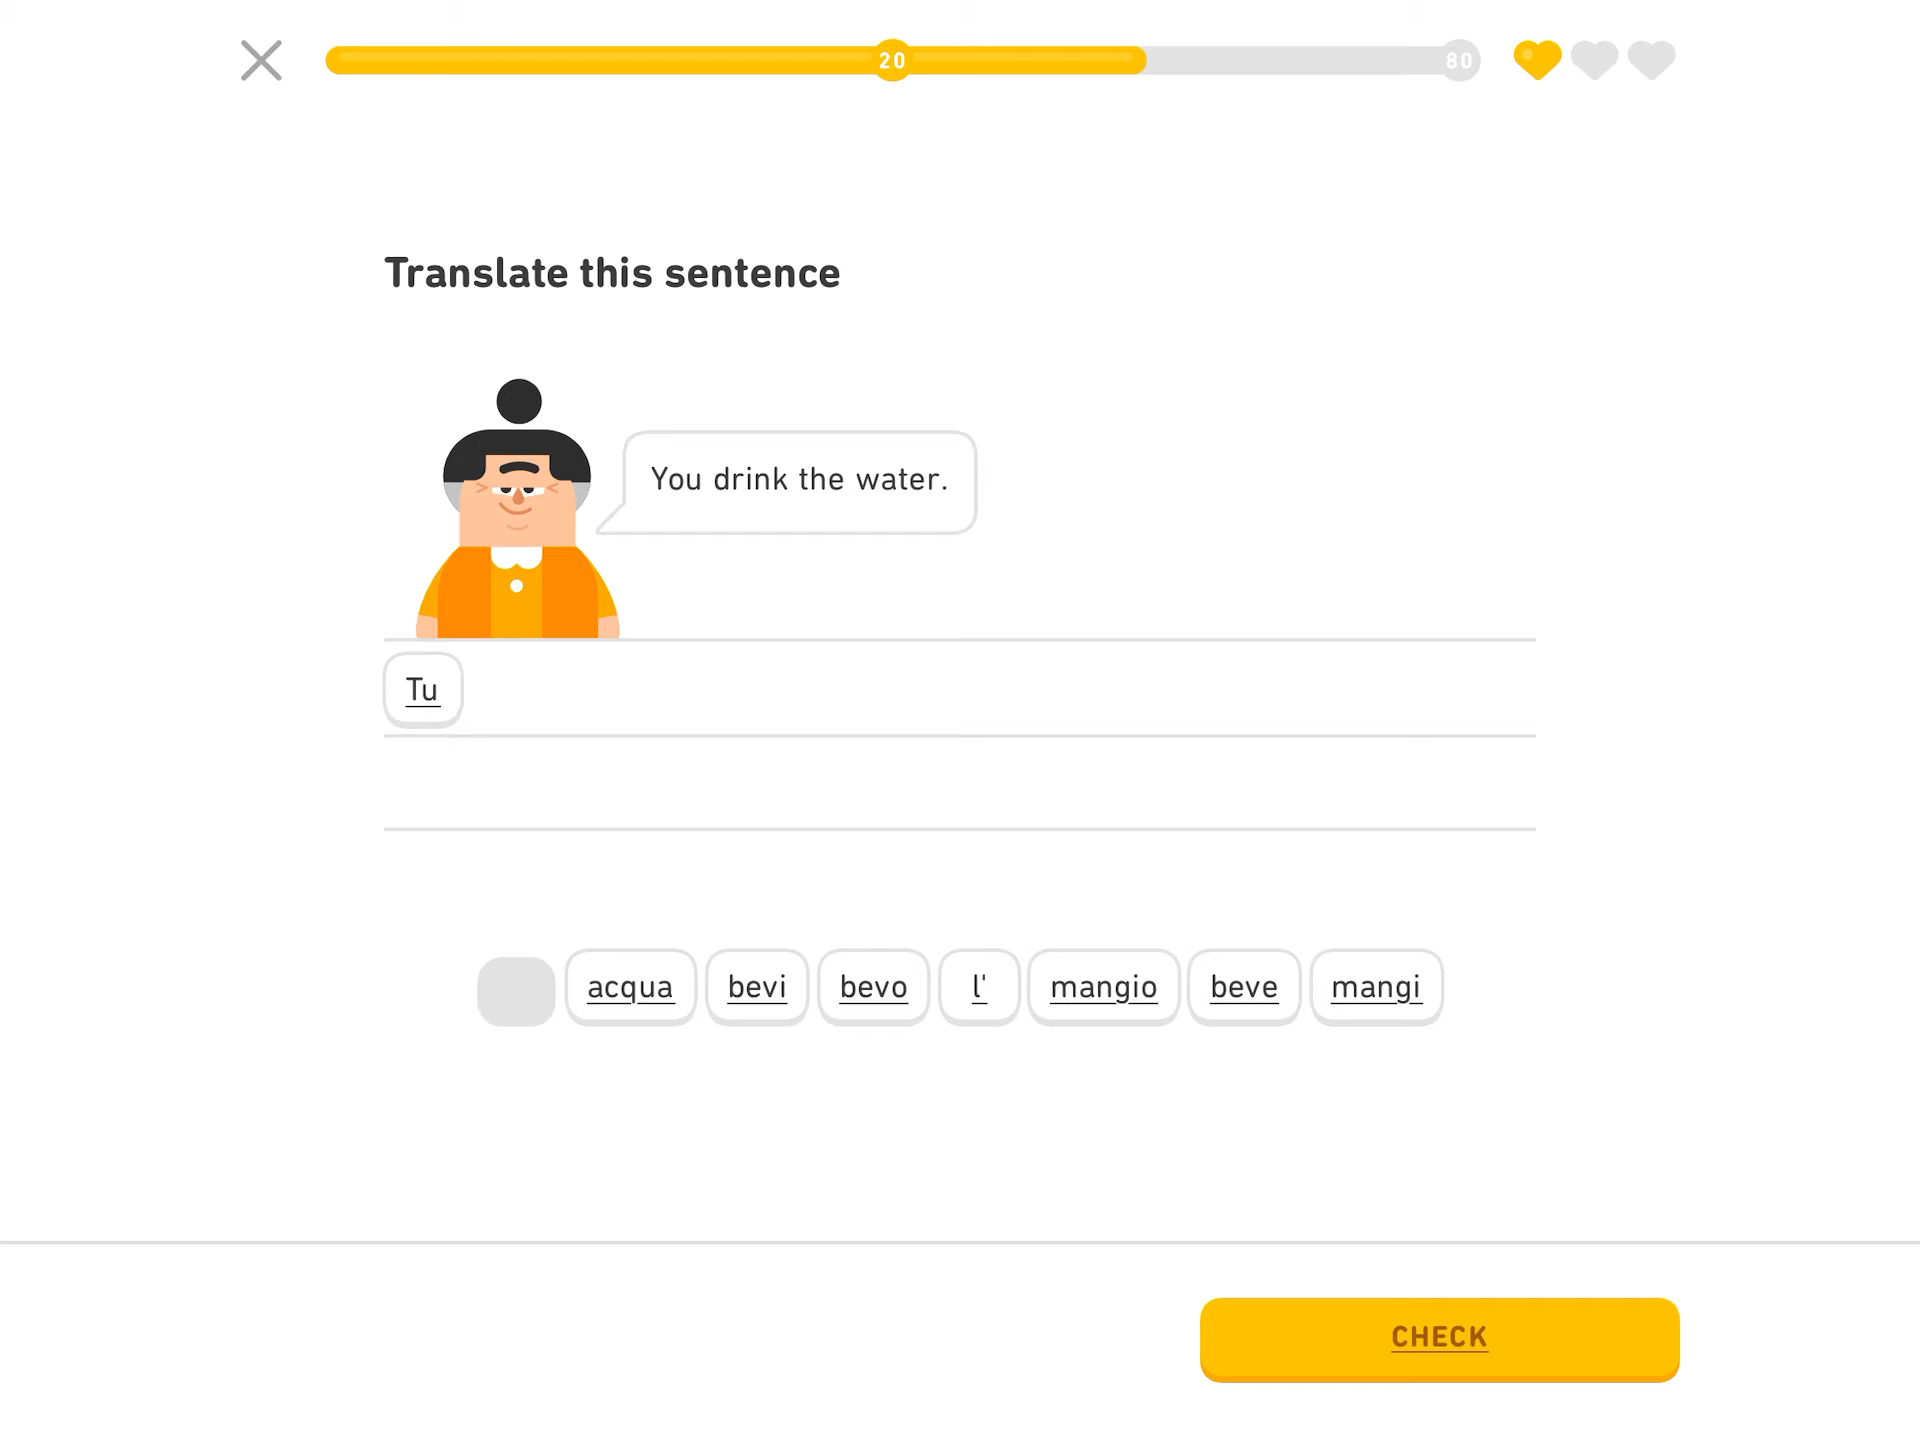 20 80
Translate this sentence
You drink the water.
Tu
acqua bevi bevo l' mangio beve mangi
CHECK